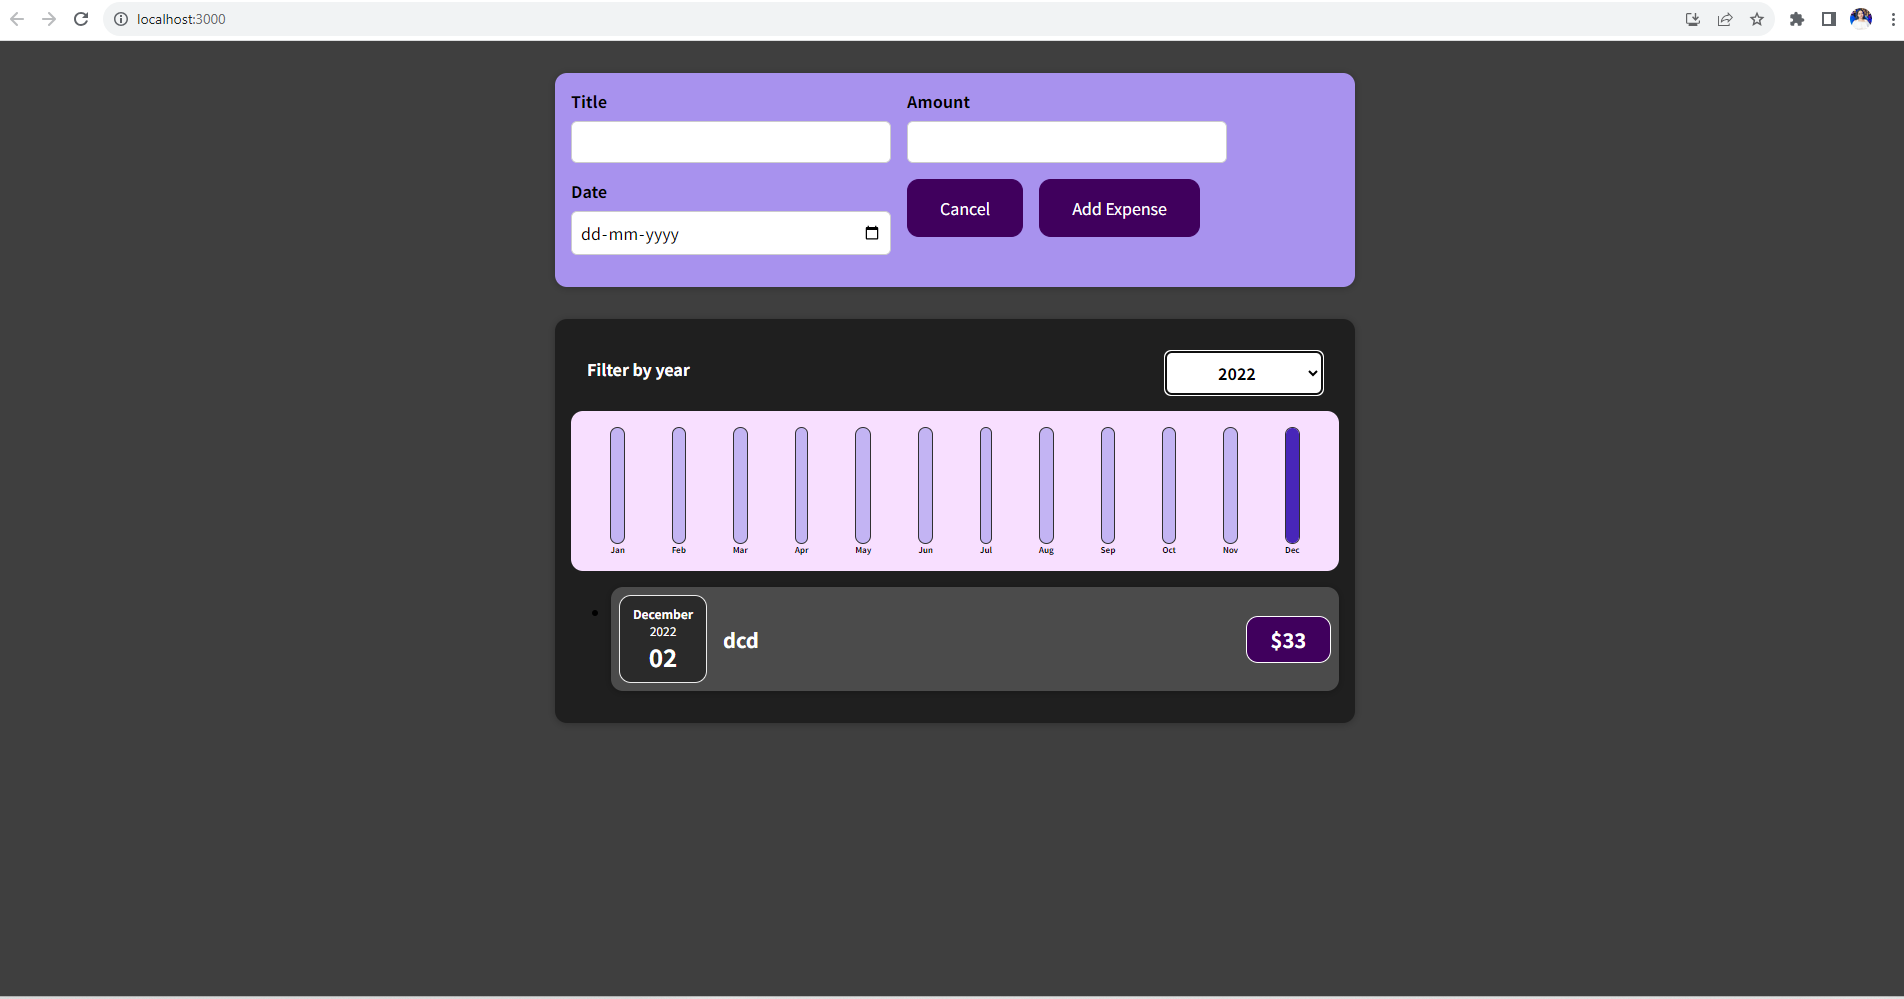 localhost:3000
Title
Amount
Date
dd-mm-yyyy
Cancel
Add Expense
Filter by year
2022
Jan
Feb
Mar
Apr
May
Jun
Jul
Aug
Sep
Oct
Nov
Dec
December
2022
02
dcd
$33